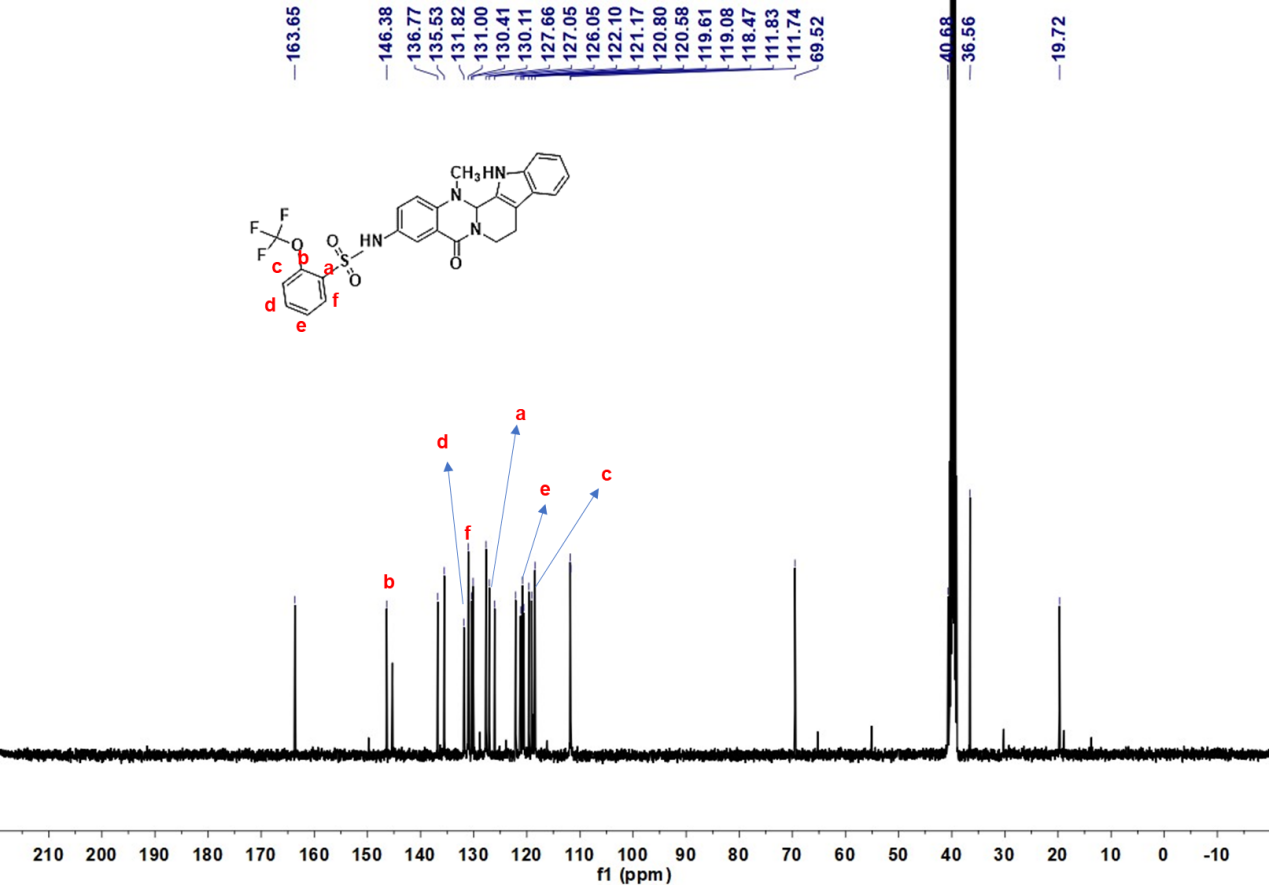 163.65
146.38
136.77
135.53
131.82
131.00
130.41
130.11
127.66
127.05
126.05
122.10
121.17
120.80
120.58
119.61
119.08
118.47
111.83
111.74
69.52
40.68
36.56
19.72
CH3 HN
N
F
F
F
O
O
HN
N
S
O
O
b
c
a
d
f
e
a
d
c
e
f
b
210 200 190 180 170 160 150 140 130 120 110 100 90 80 70 60 50 40 30 20 10 0 -10
f1 (ppm)